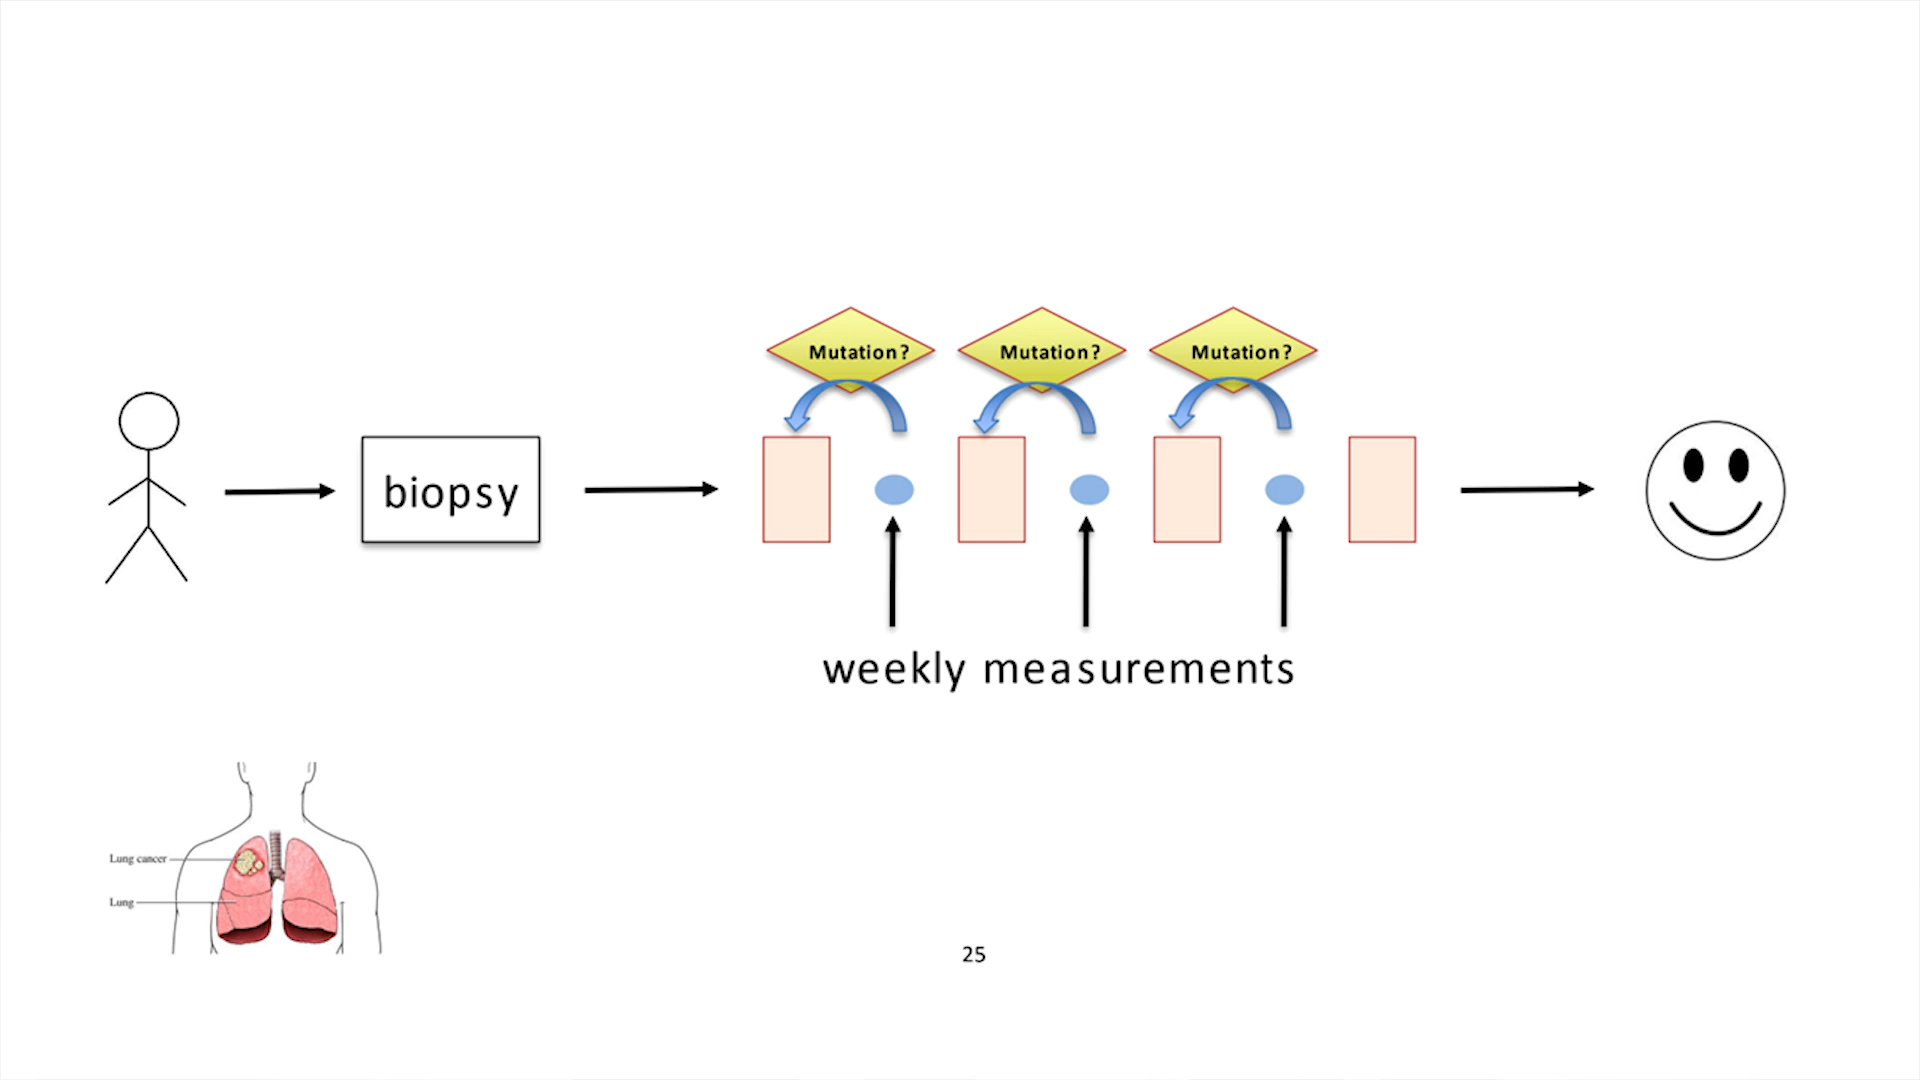 Mutation? Mutation? Mutation?
biopsy
weekly measurements
Lung cancer
Lung
25